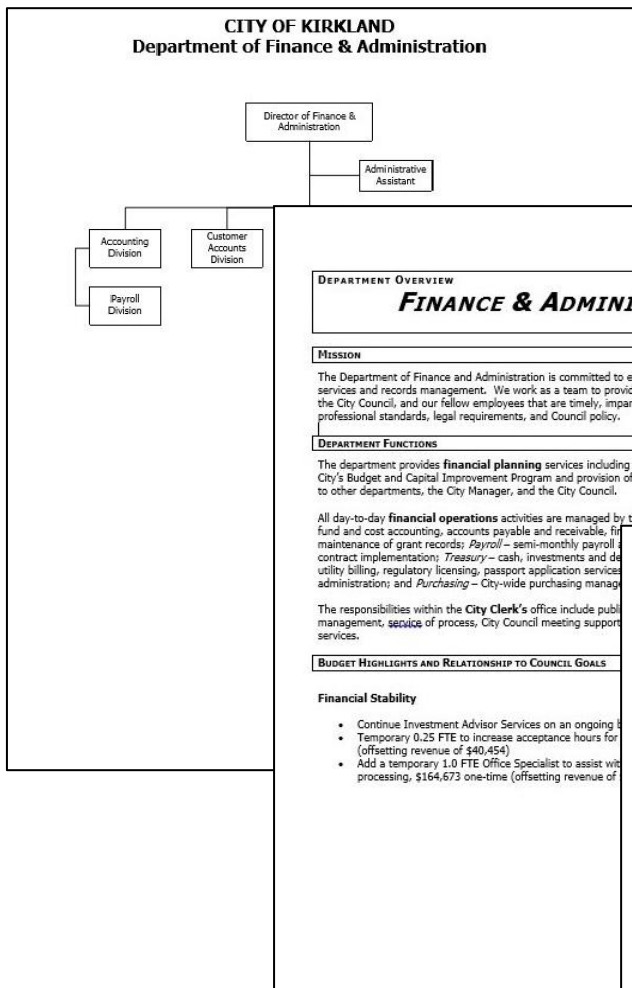 CITY OF KIRKLAND
Department of Finance & Administration
Director of Finance &
Administration
Administrative
Assistant
Accounting
Division
Customer
Accounts
Division
Payroll
Division
DEPARTMENT OVERVIEW
FINANCE & ADMINI
MISSION
The Department of Finance and Administration is committed to e
services and records management. We work as a team to provid
the City Council, and our fellow employees that are timely, impar
professional standards, legal requirements, and Council policy.
DEPARTMENT FUNCTIONS
The department provides financial planning services including
City's Budget and Capital Improvement Program and provision of
to other departments, the City Manager, and the City Council.
All day-to-day financial operations activities are managed by t
fund and cost accounting, accounts payable and receivable, fi
maintenance of grant records; Payroll – semi-monthly payroll a
contract implementation; Treasury – cash, investments and de
utility billing, regulatory licensing, passport application services
administration; and Purchasing – City-wide purchasing manag
The responsibilities within the City Clerk's office include publi
management, service of process, City Council meeting support
services.
BUDGET HIGHLIGHTS AND RELATIONSHIP TO COUNCIL GOALS
Financial Stability
• Continue Investment Advisor Services on an ongoing b
• Temporary 0.25 FTE to increase acceptance hours for
(offsetting revenue of $40,454)
• Add a temporary 1.0 FTE Office Specialist to assist wit
processing, $164,673 one-time (offsetting revenue of